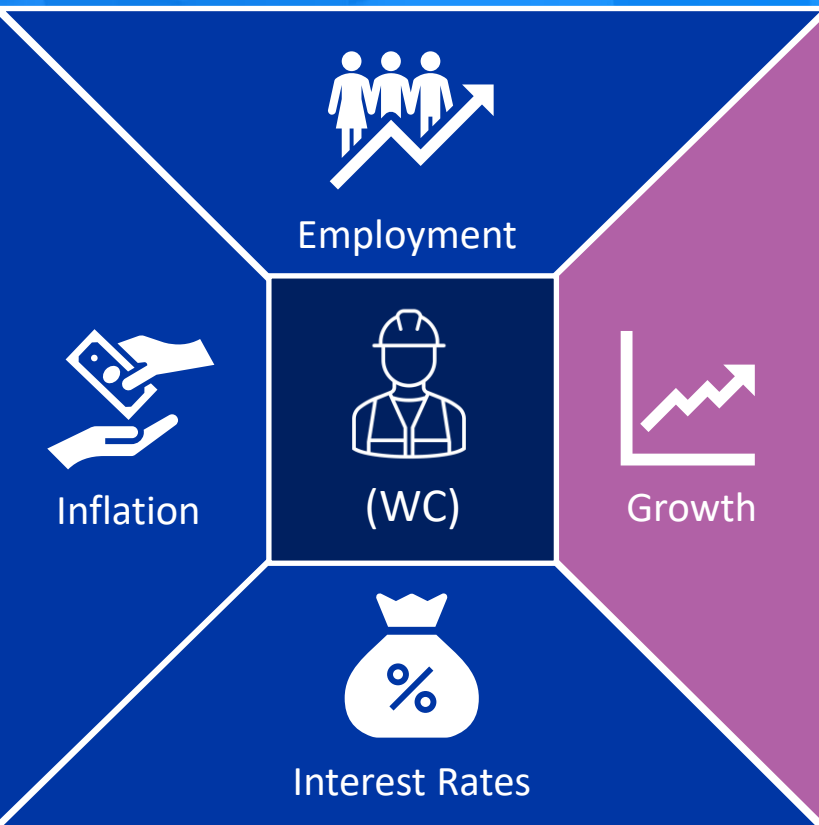 Employment
Inflation
(WC)
Growth
%
Interest Rates